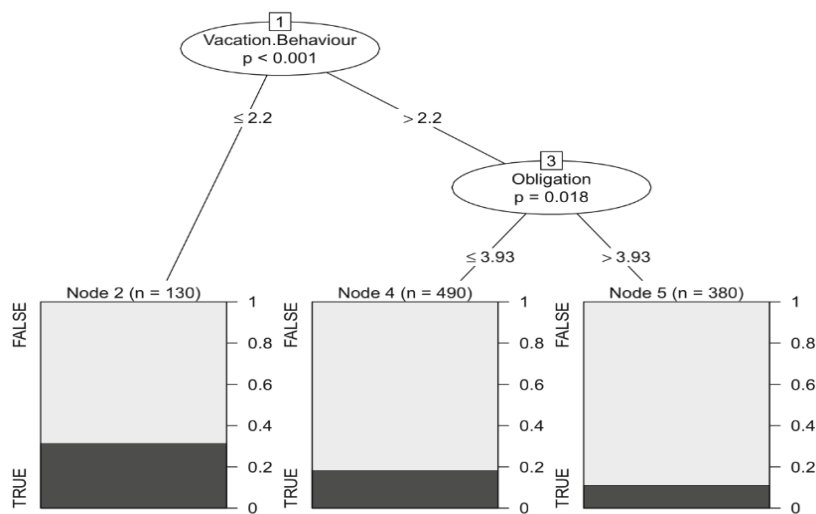 1
Vacation.Behaviour
p < 0.001
≤ 2.2
> 2.2
3
Obligation
p = 0.018
≤ 3.93
> 3.93
Node 2 (n = 130)
FALSE
TRUE
1
0.8
0.6
0.4
0.2
0
Node 4 (n = 490)
FALSE
TRUE
1
0.8
0.6
0.4
0.2
0
Node 5 (n = 380)
FALSE
TRUE
1
0.8
0.6
0.4
0.2
0